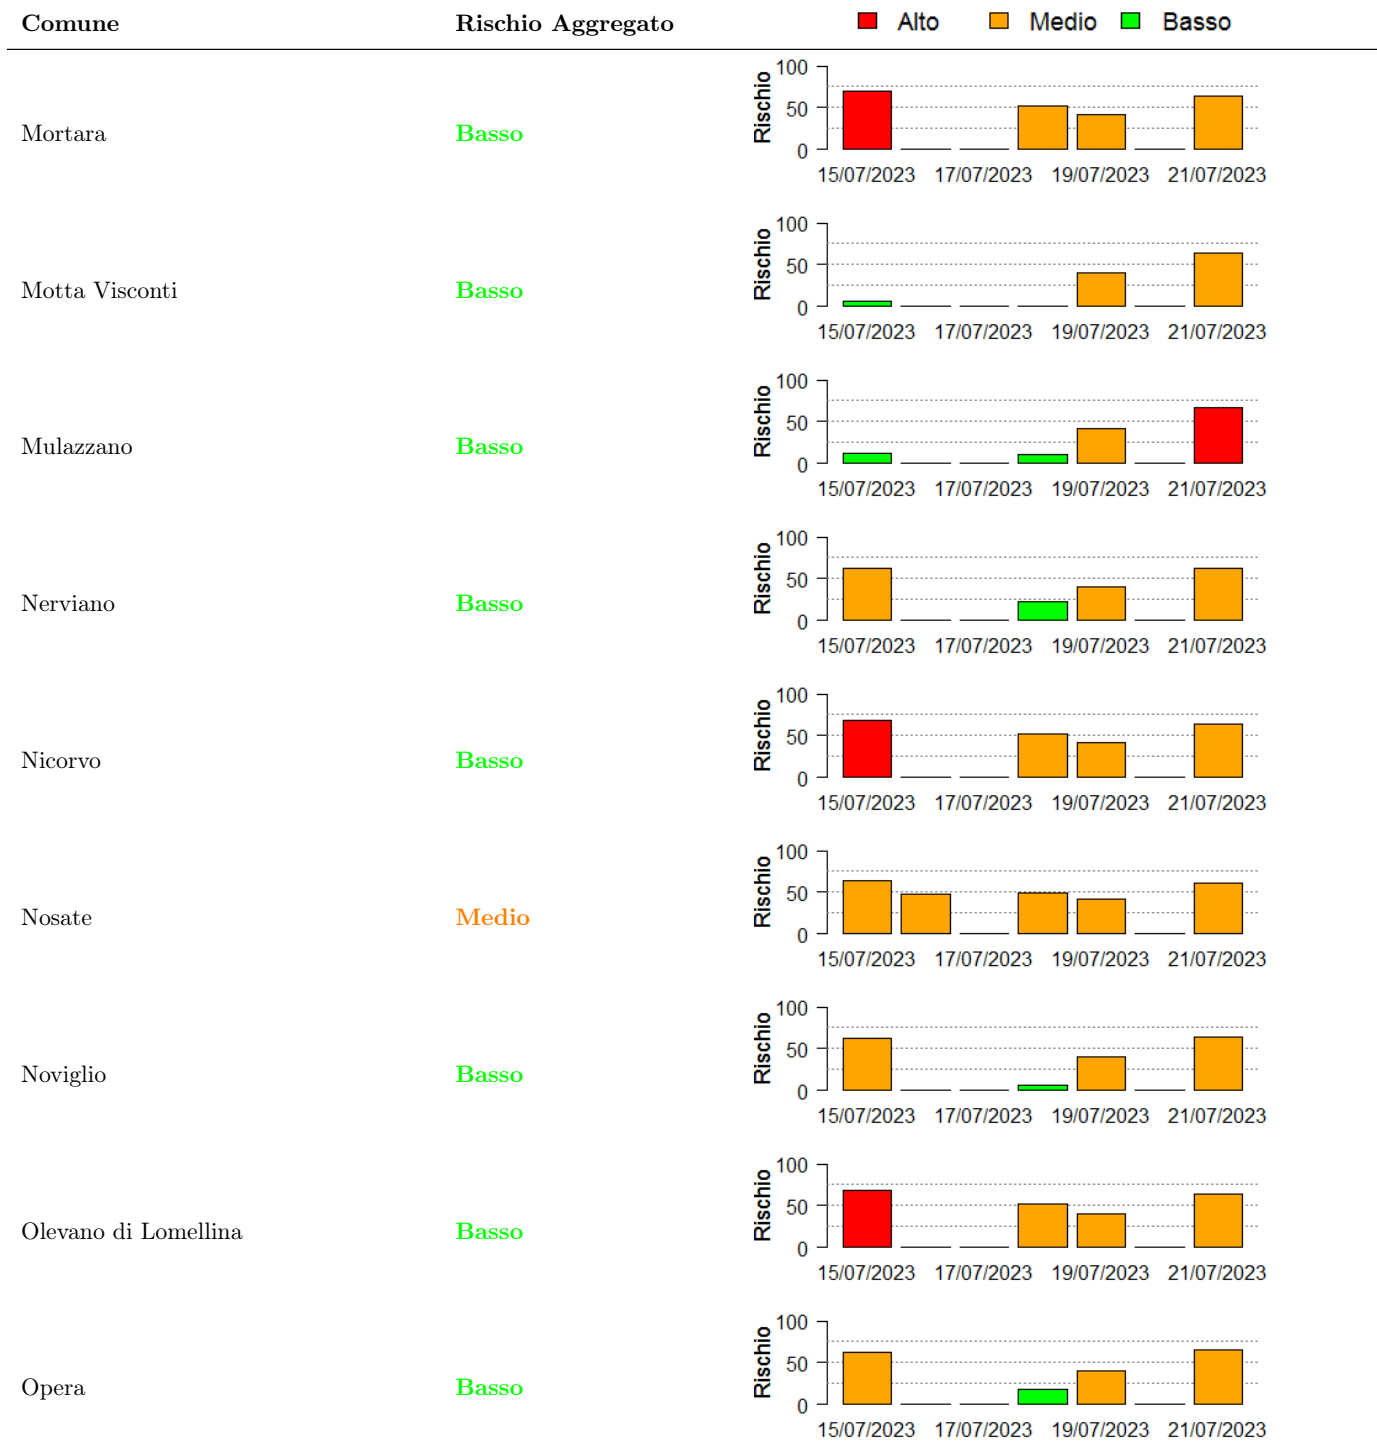 Comune Rischio Aggregato Alto Medio Basso
100
50
0
Rischio
Mortara Basso
15/07/2023 17/07/2023 19/07/2023 21/07/2023
100
50
0
Rischio
Motta Visconti Basso
15/07/2023 17/07/2023 19/07/2023 21/07/2023
100
50
0
Rischio
Mulazzano Basso
15/07/2023 17/07/2023 19/07/2023 21/07/2023
100
50
0
Rischio
Nerviano Basso
15/07/2023 17/07/2023 19/07/2023 21/07/2023
100
50
0
Rischio
Nicorvo Basso
15/07/2023 17/07/2023 19/07/2023 21/07/2023
100
50
0
Rischio
Nosate Medio
15/07/2023 17/07/2023 19/07/2023 21/07/2023
100
50
0
Rischio
Noviglio Basso
15/07/2023 17/07/2023 19/07/2023 21/07/2023
100
50
0
Rischio
Olevano di Lomellina Basso
15/07/2023 17/07/2023 19/07/2023 21/07/2023
100
50
0
Rischio
Opera Basso
15/07/2023 17/07/2023 19/07/2023 21/07/2023